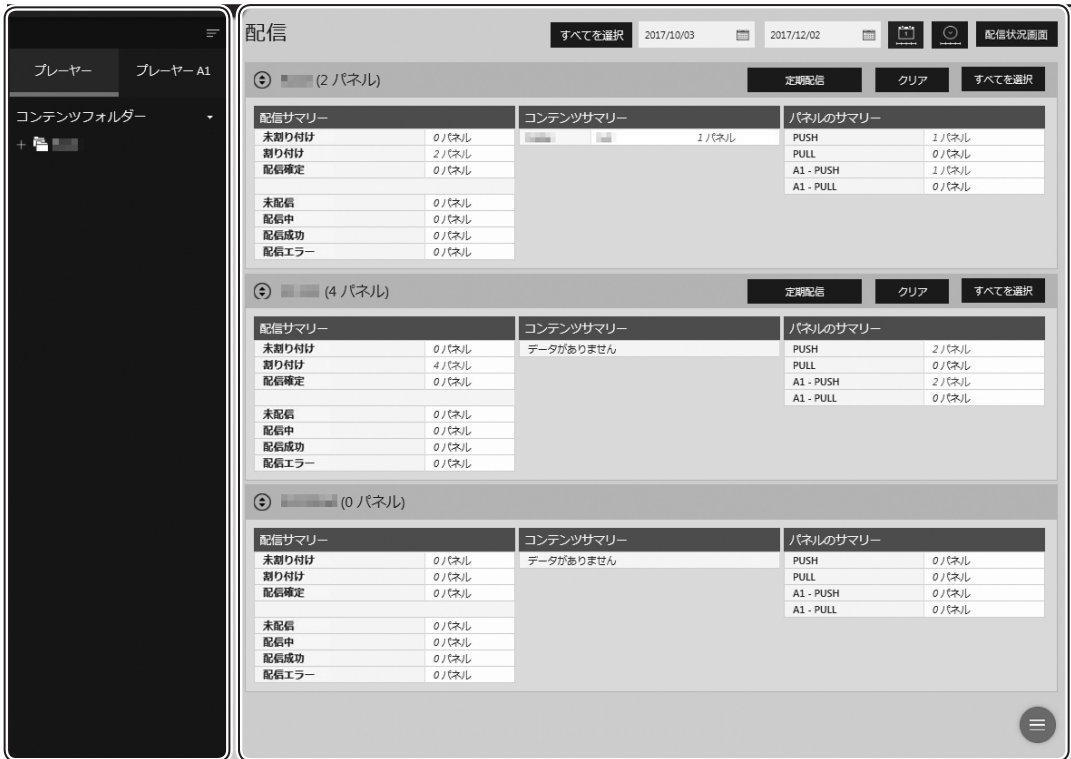 プレーヤー プレーヤー A1
コンテンツフォルダー
配信 すべてを選択 2017/10/03 2017/12/02 配信状況画面
(2 パネル) 定期配信 クリア すべてを選択
配信サマリー コンテンツサマリー パネルのサマリー
未割り付け 0 パネル 1 パネル PUSH 1 パネル
割り付け 2 パネル PULL 0 パネル
配信確定 0 パネル A1 - PUSH 1 パネル
A1 - PULL 0 パネル
未配信 0 パネル
配信中 0 パネル
配信成功 0 パネル
配信エラー 0 パネル
(4 パネル) 定期配信 クリア すべてを選択
配信サマリー コンテンツサマリー パネルのサマリー
未割り付け 0 パネル データがありません PUSH 2 パネル
割り付け 4 パネル PULL 0 パネル
配信確定 0 パネル A1 - PUSH 2 パネル
A1 - PULL 0 パネル
未配信 0 パネル
配信中 0 パネル
配信成功 0 パネル
配信エラー 0 パネル
(0 パネル)
配信サマリー コンテンツサマリー パネルのサマリー
未割り付け 0 パネル データがありません PUSH 0 パネル
割り付け 0 パネル PULL 0 パネル
配信確定 0 パネル A1 - PUSH 0 パネル
A1 - PULL 0 パネル
未配信 0 パネル
配信中 0 パネル
配信成功 0 パネル
配信エラー 0 パネル